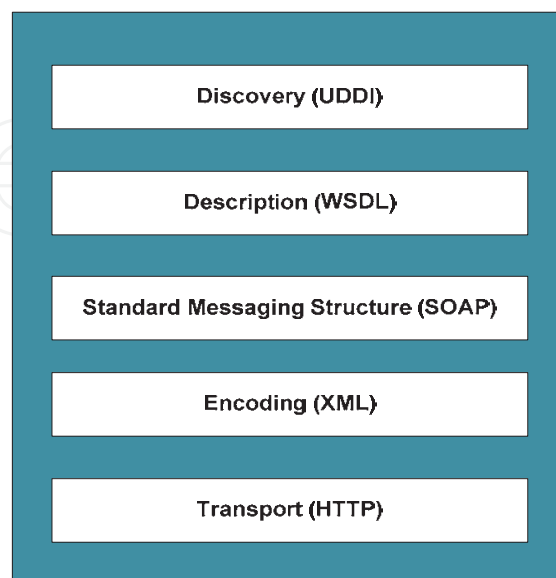 Discovery (UDDI)
Description (WSDL)
Standard Messaging Structure (SOAP)
Encoding (XML)
Transport (HTTP)